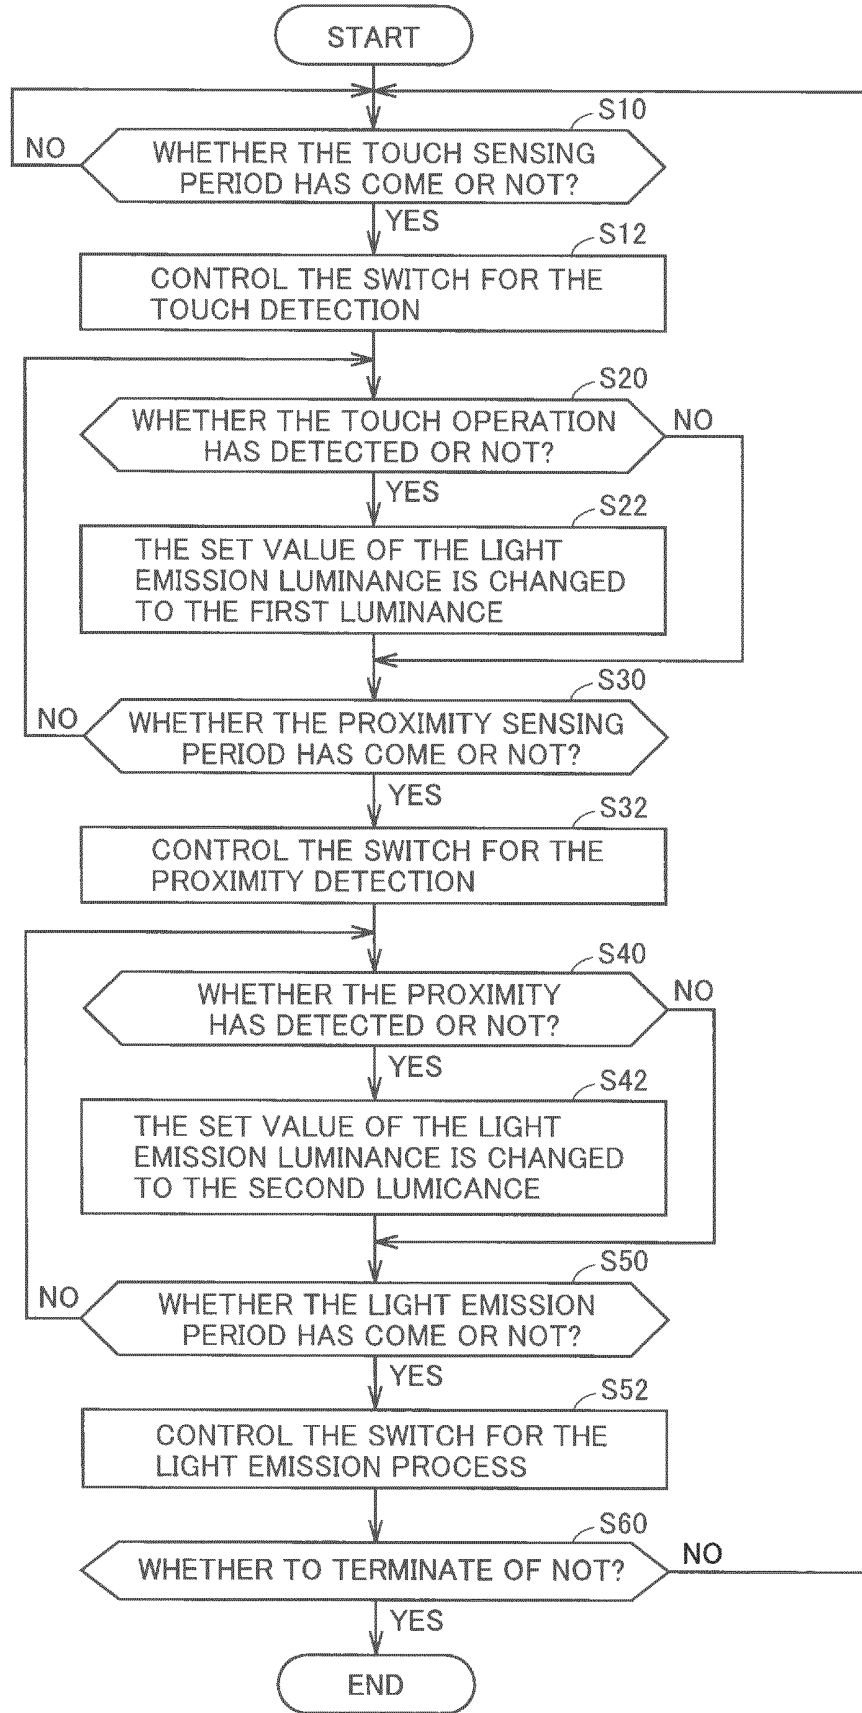 START
S10
NO
WHETHER THE TOUCH SENSING
PERIOD HAS COME OR NOT?
YES
S12
CONTROL THE SWITCH FOR THE
TOUCH DETECTION
S20
WHETHER THE TOUCH OPERATION
HAS DETECTED OR NOT?
NO
YES
S22
THE SET VALUE OF THE LIGHT
EMISSION LUMINANCE IS CHANGED
TO THE FIRST LUMINANCE
S30
NO
WHETHER THE PROXIMITY SENSING
PERIOD HAS COME OR NOT?
YES
S32
CONTROL THE SWITCH FOR THE
PROXIMITY DETECTION
S40
WHETHER THE PROXIMITY
HAS DETECTED OR NOT?
NO
YES
S42
THE SET VALUE OF THE LIGHT
EMISSION LUMINANCE IS CHANGED
TO THE SECOND LUMICANCE
S50
NO
WHETHER THE LIGHT EMISSION
PERIOD HAS COME OR NOT?
YES
S52
CONTROL THE SWITCH FOR THE
LIGHT EMISSION PROCESS
S60
WHETHER TO TERMINATE OF NOT?
NO
YES
END